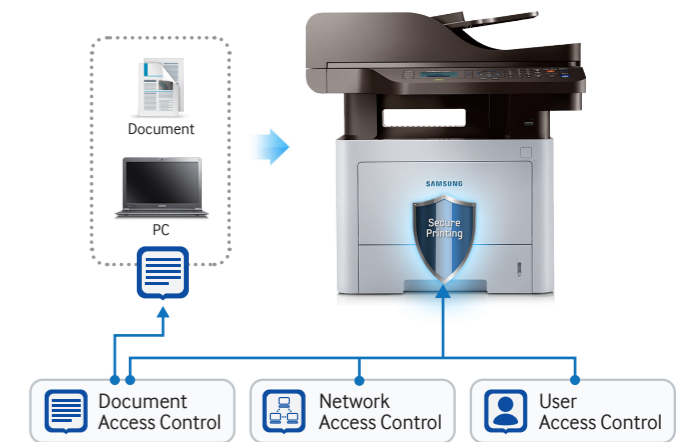 Document
PC
SAMSUNG
Secure
Printing
Document
Access Control
Network
Access Control
User
Access Control